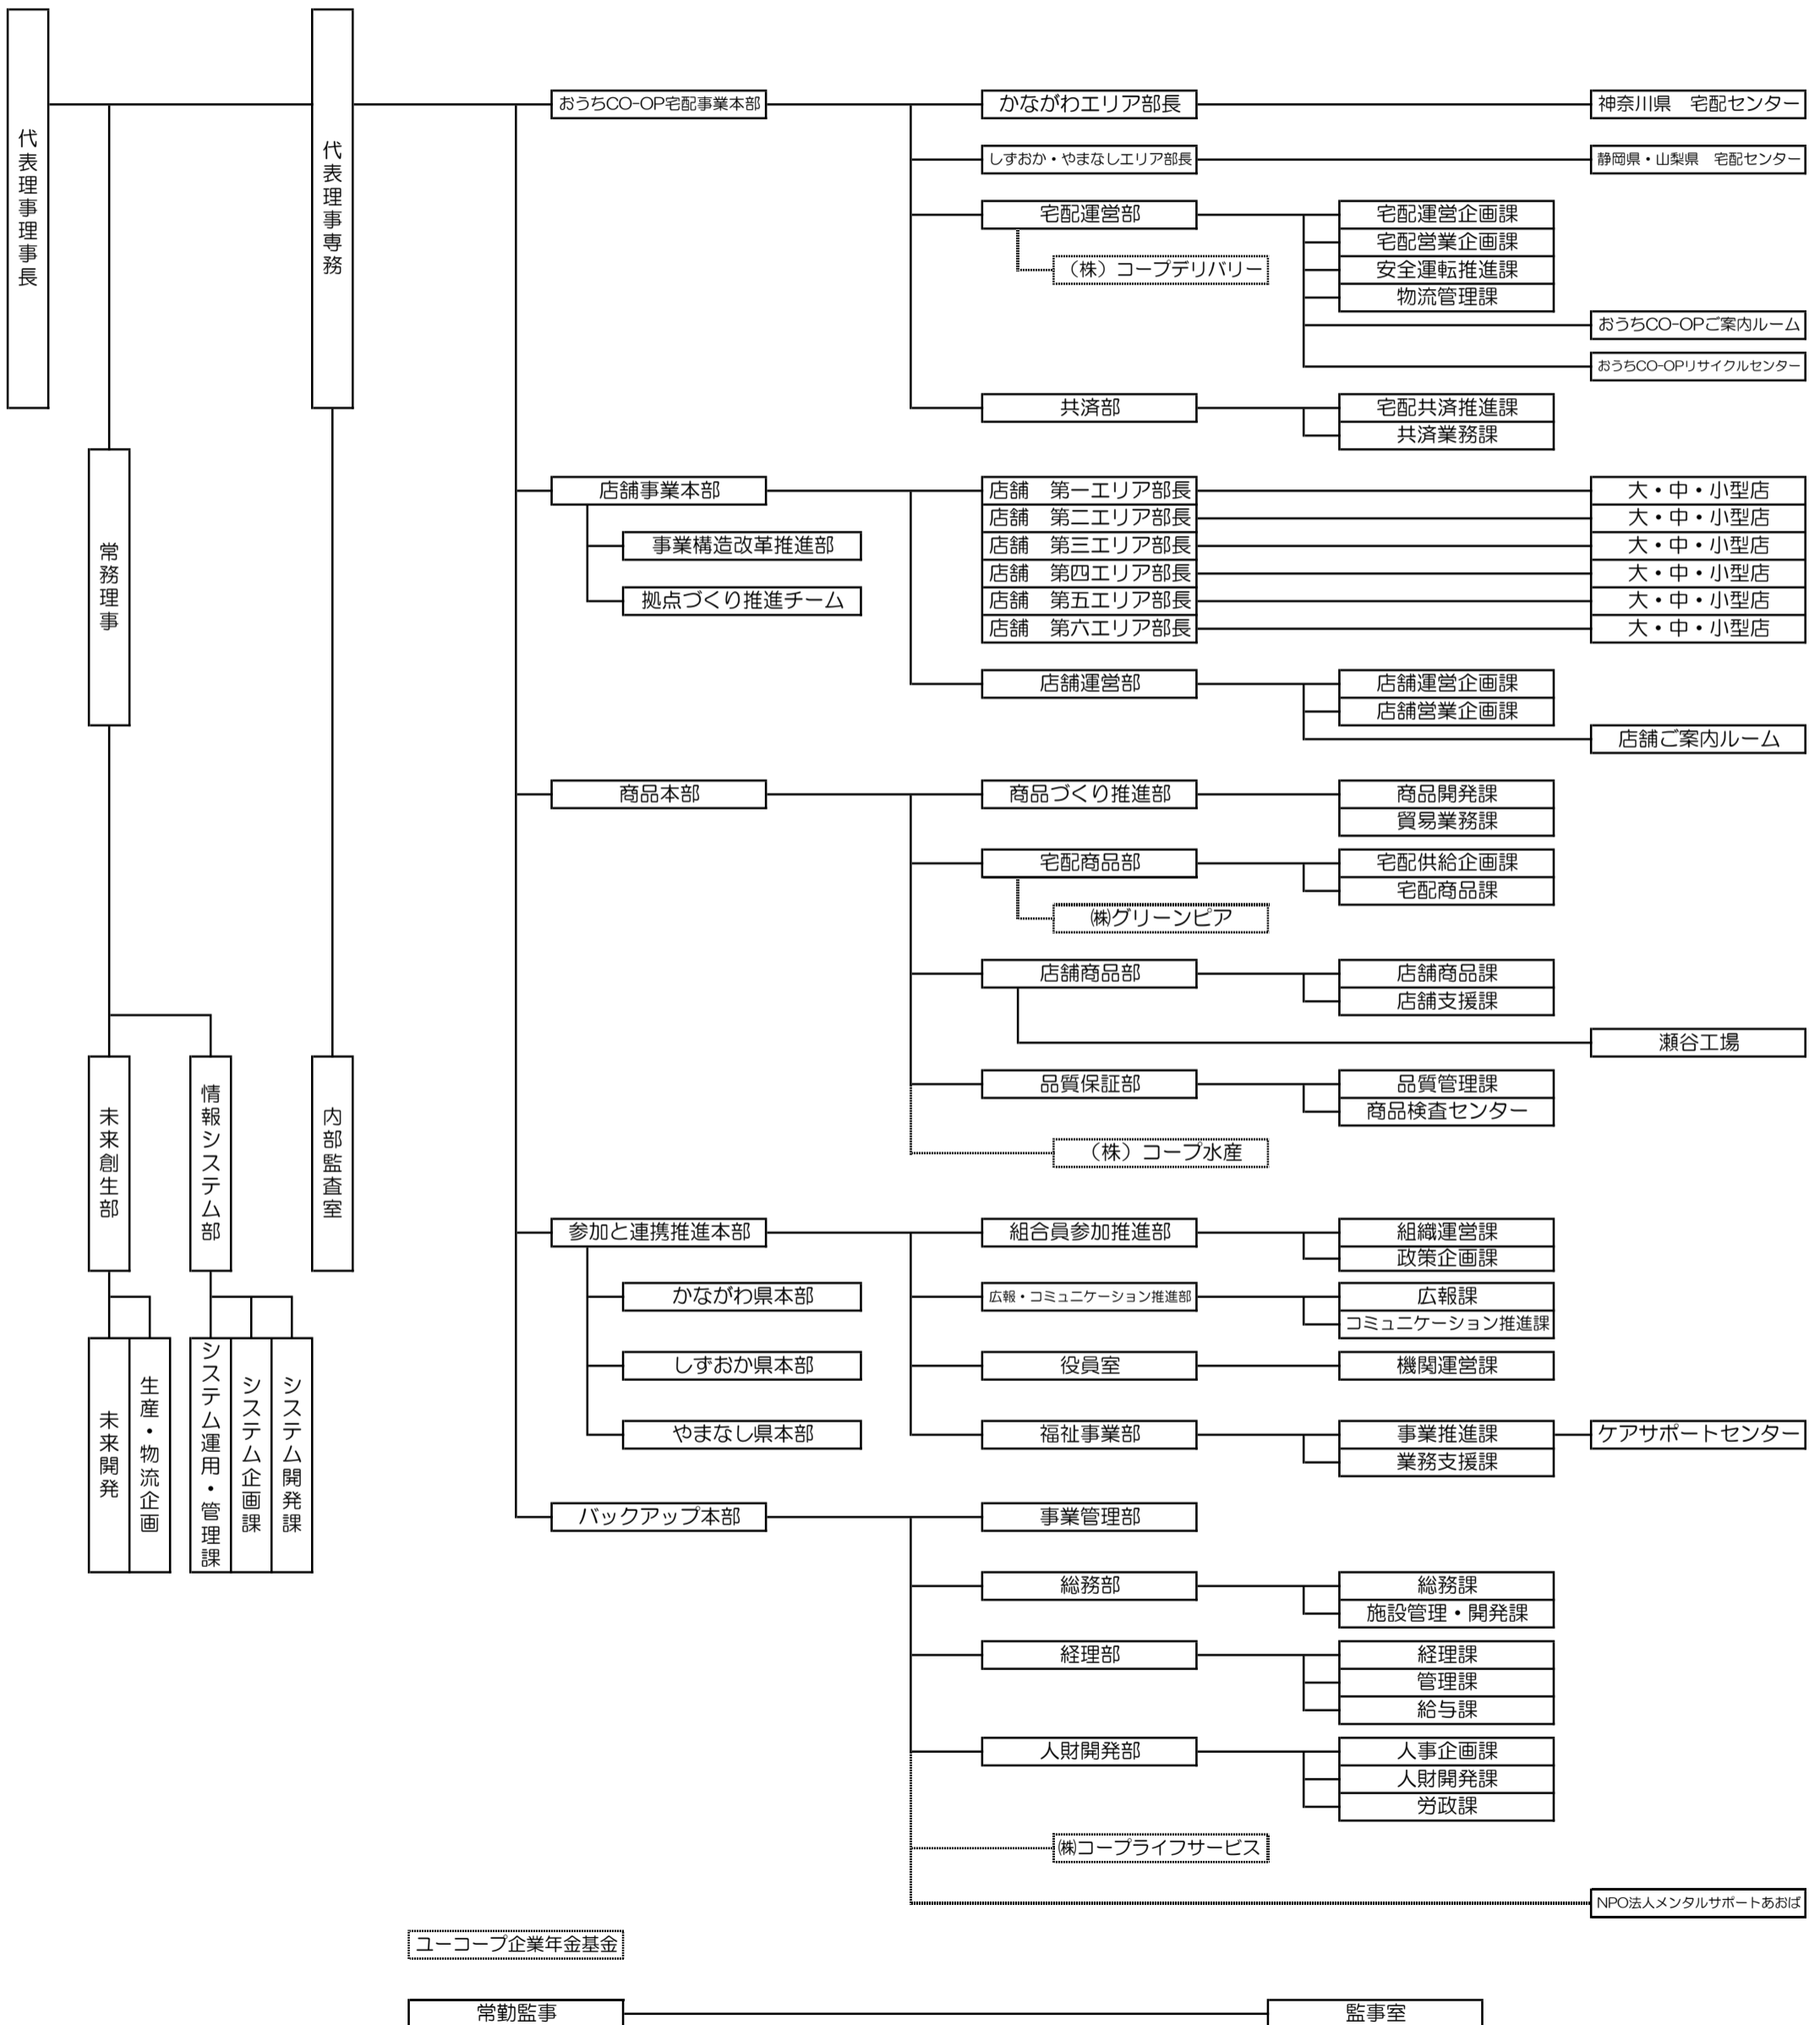 代表理事理事長
代表理事専務
おうちCO-OP宅配事業本部
かながわエリア部長
神奈川県　宅配センター
しずおか・やまなしエリア部長
静岡県・山梨県　宅配センター
宅配運営部
宅配運営企画課
宅配営業企画課
（株）コープデリバリー
安全運転推進課
物流管理課
おうちCO-OPご案内ルーム
おうちCO-OPリサイクルセンター
共済部
宅配共済推進課
共済業務課
常務理事
店舗事業本部
店舗　第一エリア部長
大・中・小型店
店舗　第二エリア部長
大・中・小型店
事業構造改革推進部
店舗　第三エリア部長
大・中・小型店
店舗　第四エリア部長
大・中・小型店
拠点づくり推進チーム
店舗　第五エリア部長
大・中・小型店
店舗　第六エリア部長
大・中・小型店
店舗運営部
店舗運営企画課
店舗営業企画課
店舗ご案内ルーム
商品本部
商品づくり推進部
商品開発課
貿易業務課
宅配商品部
宅配供給企画課
宅配商品課
㈱グリーンピア
店舗商品部
店舗商品課
店舗支援課
瀬谷工場
未来創生部
情報システム部
内部監査室
品質保証部
品質管理課
商品検査センター
（株）コープ水産
参加と連携推進本部
組合員参加推進部
組織運営課
政策企画課
かながわ県本部
広報・コミュニケーション推進部
広報課
コミュニケーション推進課
しずおか県本部
役員室
機関運営課
やまなし県本部
福祉事業部
事業推進課
ケアサポートセンター
業務支援課
未来開発
生産・物流企画
システム運用・管理課
システム企画課
システム開発課
バックアップ本部
事業管理部
総務部
総務課
施設管理・開発課
経理部
経理課
管理課
給与課
人財開発部
人事企画課
人財開発課
労政課
㈱コープライフサービス
NPO法人メンタルサポートあおば
ユーコープ企業年金基金
常勤監事
監事室